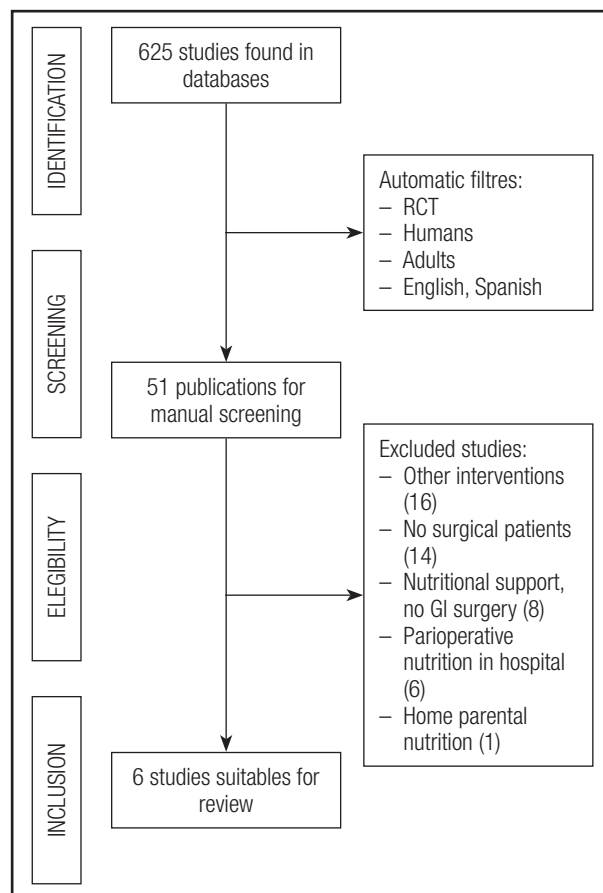 IDENTIFICATION
625 studies found in
databases
Automatic filtres:
– RCT
– Humans
– Adults
– English, Spanish
SCREENING
51 publications for
manual screening
Excluded studies:
– Other interventions
(16)
– No surgical patients
(14)
– Nutritional support,
no GI surgery (8)
– Parioperative
nutrition in hospital
(6)
– Home parental
nutrition (1)
ELEGIBILITY
6 studies suitables for
review
INCLUSION